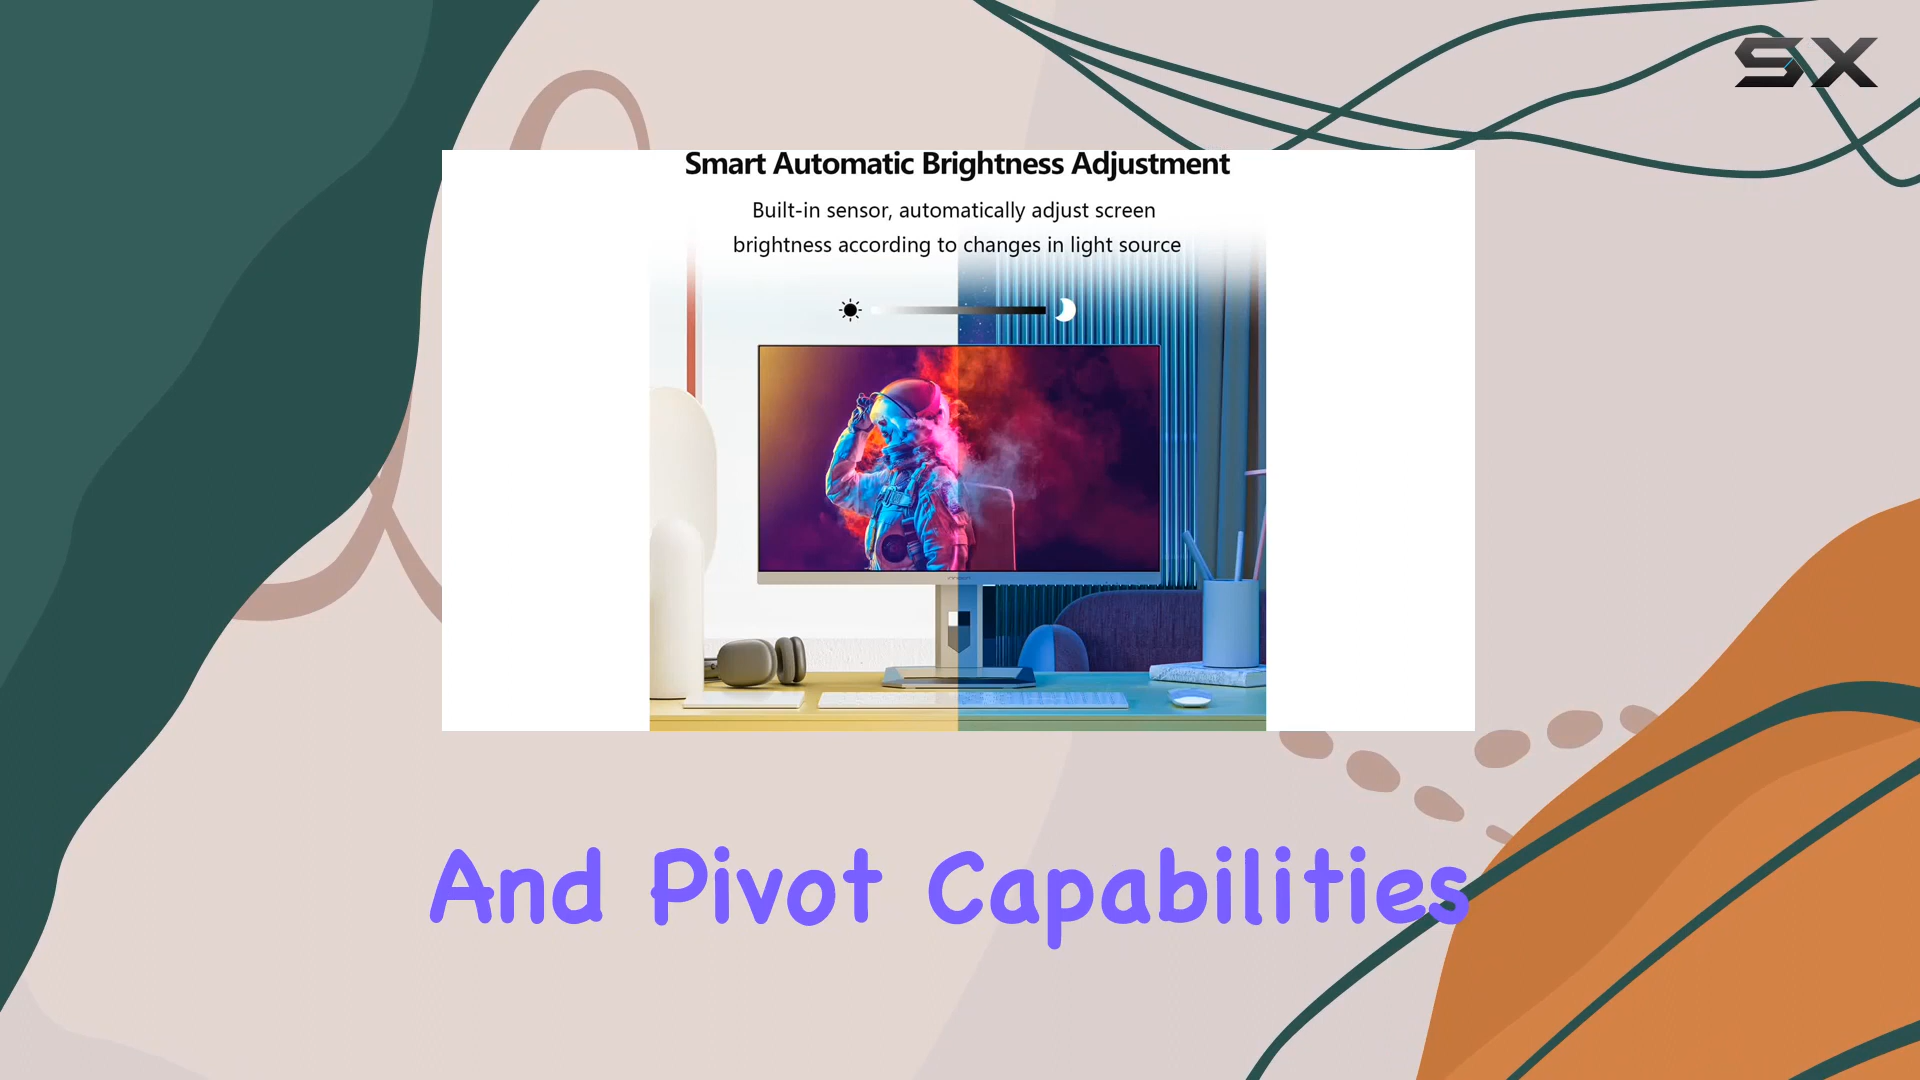 SX
Smart Automatic Brightness Adjustment
Built-in sensor, automatically adjust screen
brightness according to changes in light source
And Pivot Capabilities